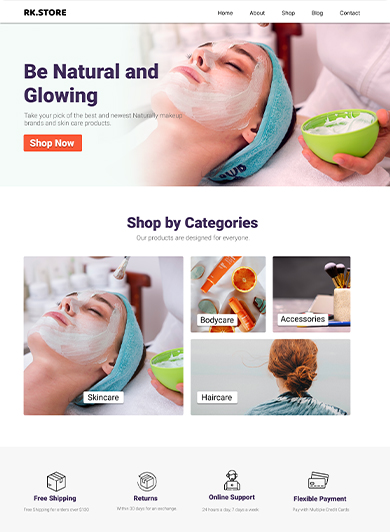 RK.STORE
Home About Shop Blog Contact
Be Natural and
Glowing
Take your pick of the best and newest Naturally makeup
brands and skin care products.
Shop Now
Shop by Categories
Our products are designed for everyone
Skincare
Bodycare
Accessories
Haircare
Free Shipping
Returns
Online Support
Flexible Payment
Free Shipping for orders over $130
Within 30 days for an exchange
24 hours a day, 7 days a week
Pay with Multiple Credit Cards